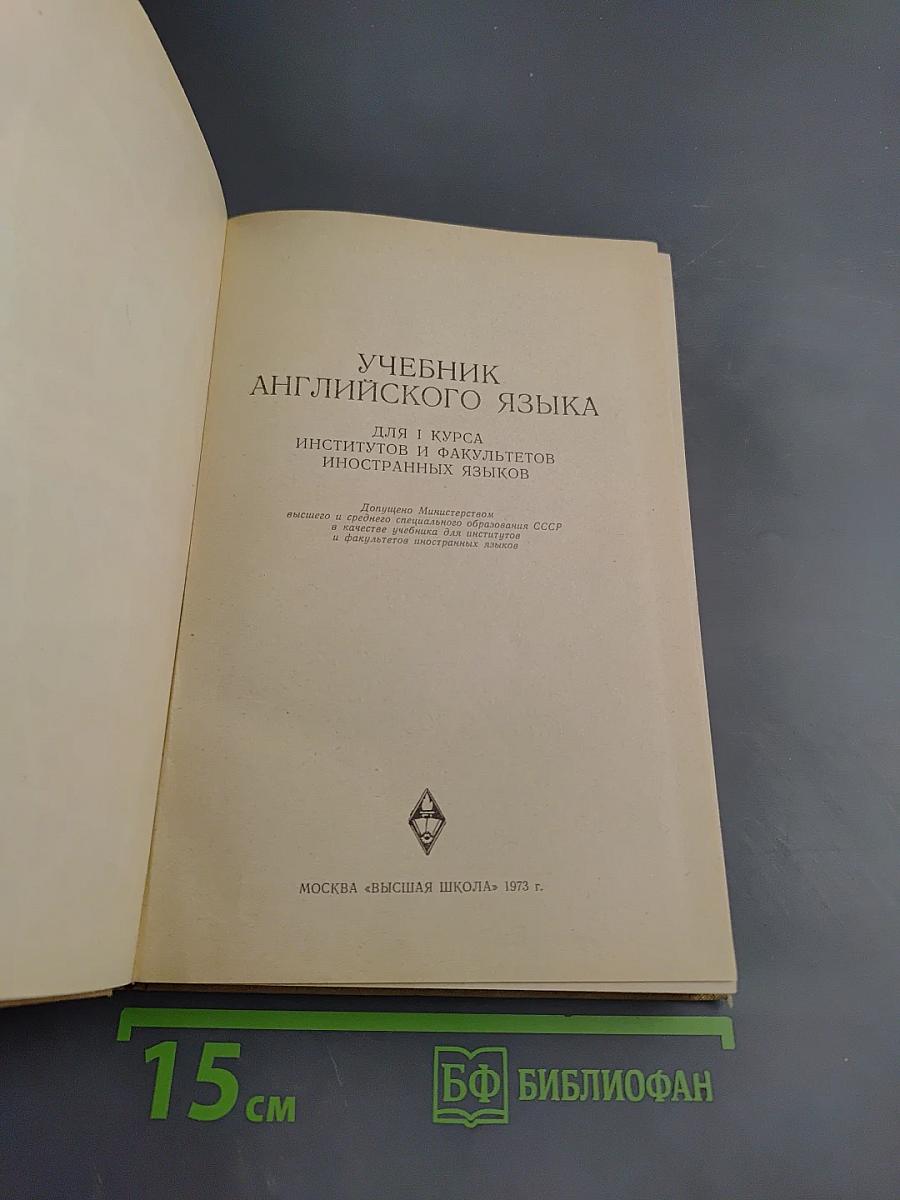 УЧЕБНИК
АНГЛИЙСКОГО ЯЗЫКА
ДЛЯ I КУРСА
ИНСТИТУТОВ И ФАКУЛЬТЕТОВ
ИНОСТРАННЫХ ЯЗЫКОВ
Допущено Министерством
высшего и среднего специального образования СССР
в качестве учебника для институтов
и факультетов иностранных языков
МОСКВА «ВЫСШАЯ ШКОЛА» 1973 г.
15 см
БФ БИБЛИОФАН